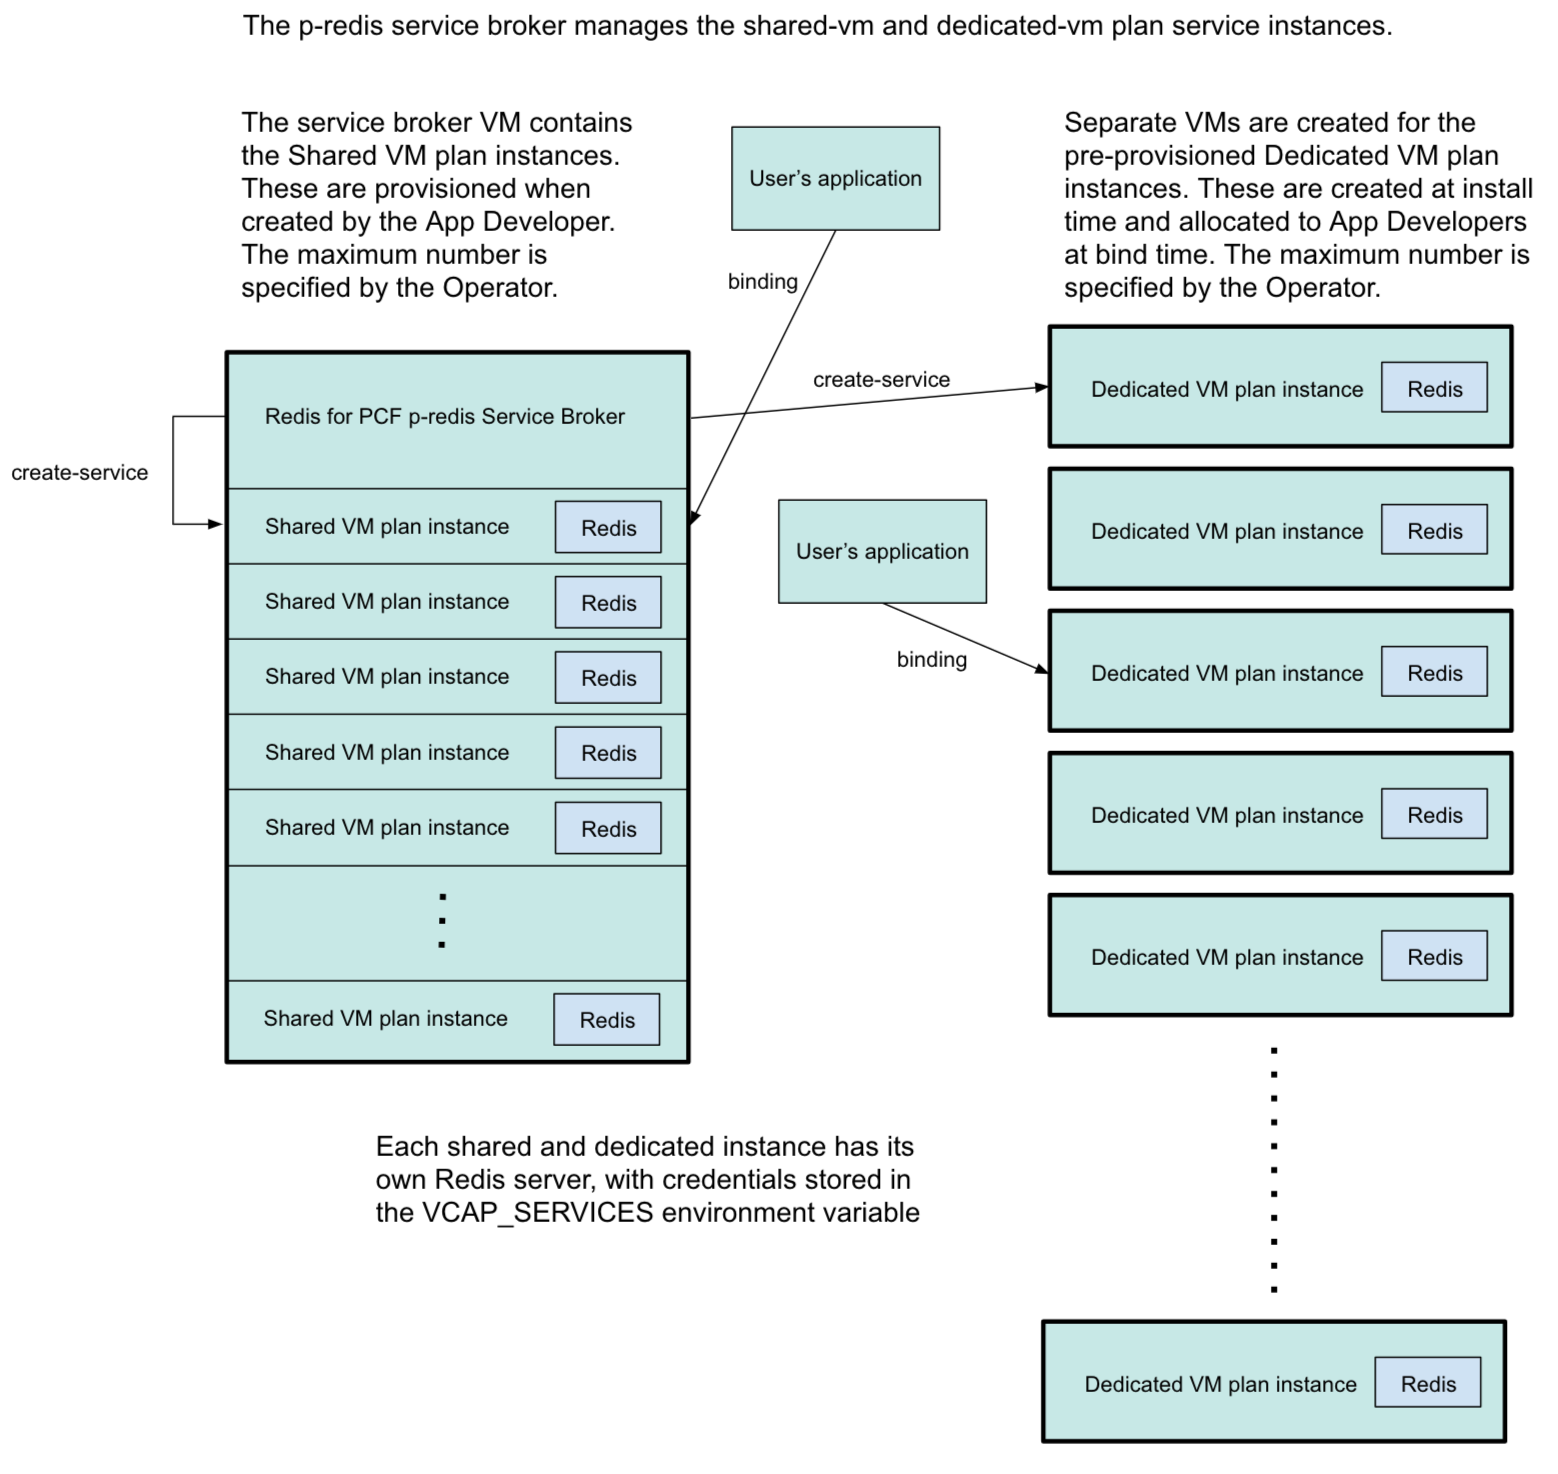 The p-redis service broker manages the shared-vm and dedicated-vm plan service instances.
The service broker VM contains
the Shared VM plan instances.
These are provisioned when
created by the App Developer.
The maximum number is
specified by the Operator.
User's application
binding
Separate VMs are created for the
pre-provisioned Dedicated VM plan
instances. These are created at install
time and allocated to App Developers
at bind time. The maximum number is
specified by the Operator.
create-service
Redis for PCF p-redis Service Broker
Shared VM plan instance
Redis
Shared VM plan instance
Redis
Shared VM plan instance
Redis
Shared VM plan instance
Redis
Shared VM plan instance
Redis
Shared VM plan instance
Redis
create-service
User's application
binding
Dedicated VM plan instance
Redis
Dedicated VM plan instance
Redis
Dedicated VM plan instance
Redis
Dedicated VM plan instance
Redis
Dedicated VM plan instance
Redis
Each shared and dedicated instance has its
own Redis server, with credentials stored in
the VCAP_SERVICES environment variable
Dedicated VM plan instance
Redis